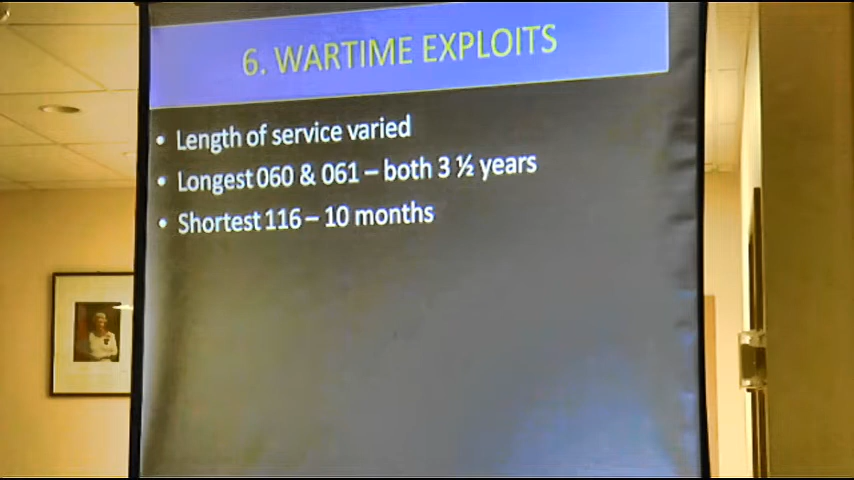 6. WARTIME EXPLOITS
• Length of service varied
• Longest 060 & 061 – both 3 ½ years
• Shortest 116 – 10 months